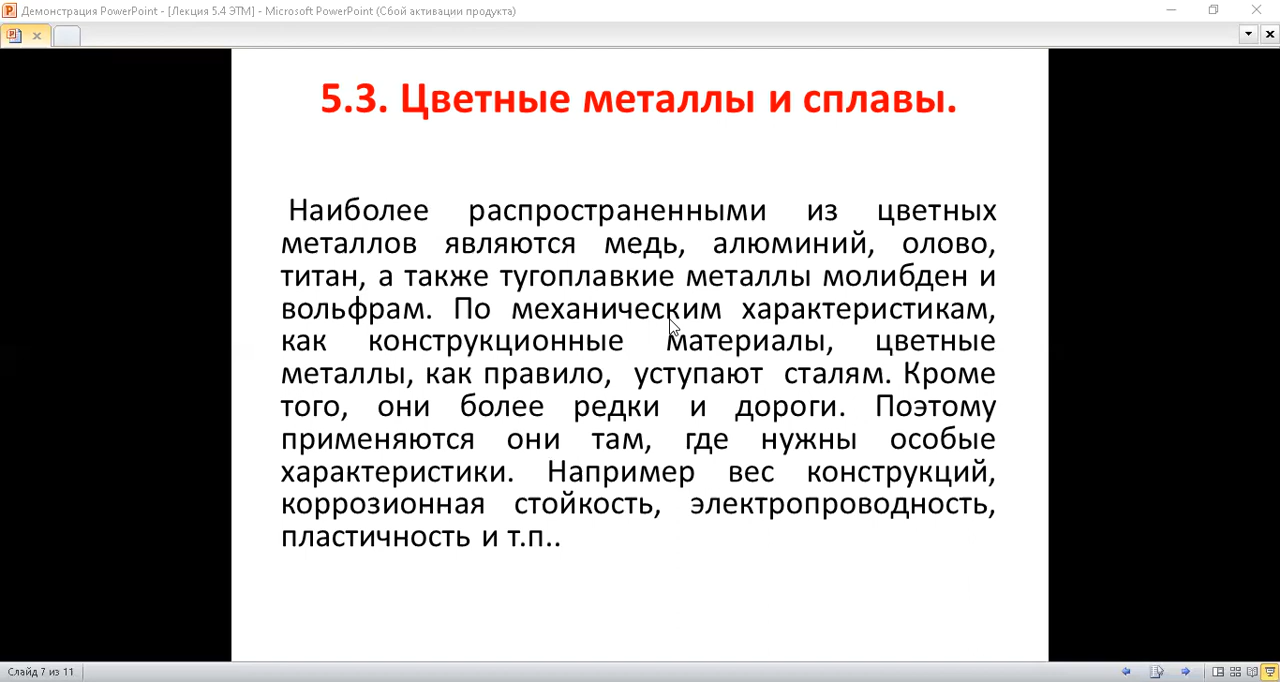 Демонстрация PowerPoint - [Лекция 5.4 ЭТМ] - Microsoft PowerPoint (Сбой активации продукта)
5.3. Цветные металлы и сплавы.
Наиболее распространенными из цветных
металлов являются медь, алюминий, олово,
титан, а также тугоплавкие металлы молибден и
вольфрам. По механическим характеристикам,
как конструкционные материалы, цветные
металлы, как правило, уступают сталям. Кроме
того, они более редки и дороги. Поэтому
применяются они там, где нужны особые
характеристики. Например вес конструкций,
коррозионная стойкость, электропроводность,
пластичность и т.п..
Слайд 7 из 11